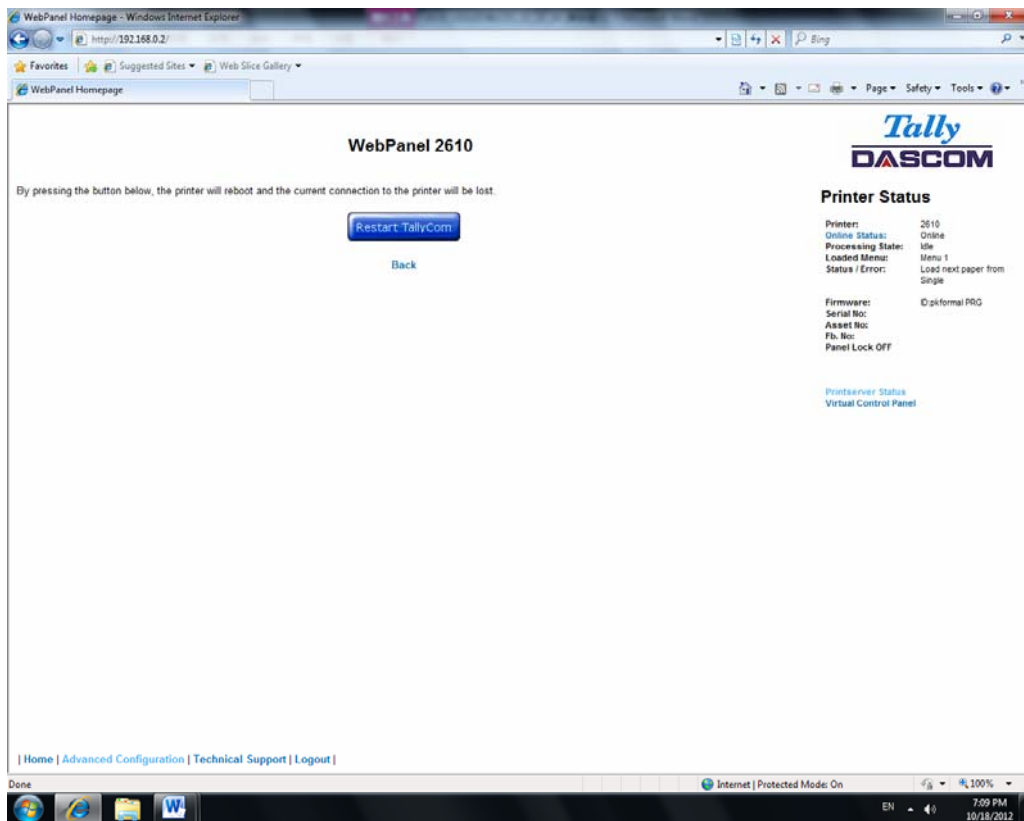 WebPanel Homepage - Windows Internet Explorer
http://192.168.0.2/
Bing
Favorites
Suggested Sites
Web Slice Gallery
WebPanel Homepage
Page
Safety
Tools
WebPanel 2610
By pressing the button below, the printer will reboot and the current connection to the printer will be lost.
Restart TallyCom
Back
Tally
DASCOM
Printer Status
Printer: 2610
Online Status: Online
Processing State: Idle
Loaded Menu: Menu 1
Status / Error: Load next paper from
Single
Firmware: ID:pkformal PRG
Serial No:
Asset No:
Fb. No:
Panel Lock OFF
Printserver Status
Virtual Control Panel
| Home | Advanced Configuration | Technical Support | Logout |
Done
Internet | Protected Mode: On
100%
EN
7:09 PM
10/18/2012